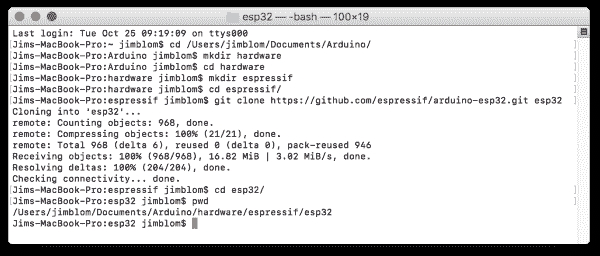 esp32 — -bash — 100×19
Last login: Tue Oct 25 09:19:09 on ttys000
[Jims-MacBook-Pro:~ jimblom$ cd /Users/jimblom/Documents/Arduino/ ]
[Jims-MacBook-Pro:Arduino jimblom$ mkdir hardware ]
[Jims-MacBook-Pro:Arduino jimblom$ cd hardware ]
[Jims-MacBook-Pro:hardware jimblom$ mkdir espressif ]
[Jims-MacBook-Pro:hardware jimblom$ cd espressif/ ]
[Jims-MacBook-Pro:espressif jimblom$ git clone https://github.com/espressif/arduino-esp32.git esp32 ]
Cloning into 'esp32'...
remote: Counting objects: 968, done.
remote: Compressing objects: 100% (21/21), done.
remote: Total 968 (delta 6), reused 0 (delta 0), pack-reused 946
Receiving objects: 100% (968/968), 16.82 MiB | 3.02 MiB/s, done.
Resolving deltas: 100% (204/204), done.
Checking connectivity... done.
[Jims-MacBook-Pro:espressif jimblom$ cd esp32/ ]
[Jims-MacBook-Pro:esp32 jimblom$ pwd ]
/Users/jimblom/Documents/Arduino/hardware/espressif/esp32
Jims-MacBook-Pro:esp32 jimblom$